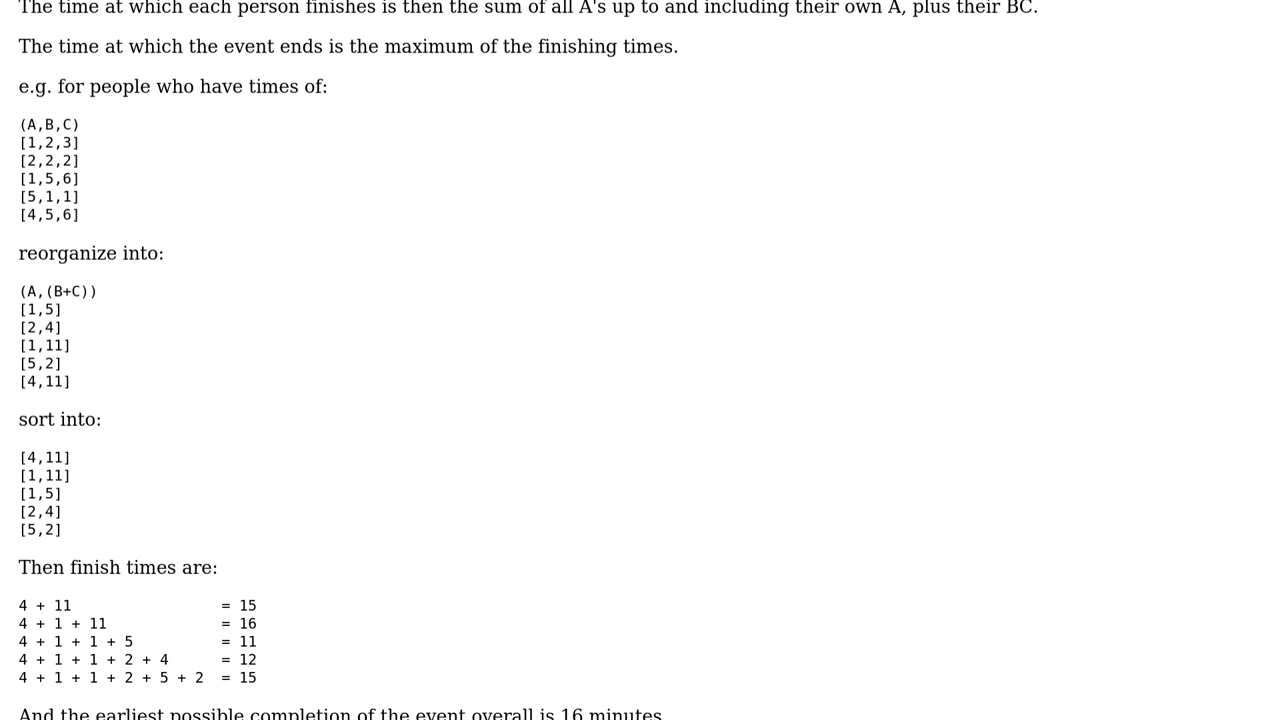 The time at which each person finishes is then the sum of all A's up to and including their own A, plus their BC.
The time at which the event ends is the maximum of the finishing times.
e.g. for people who have times of:
(A,B,C)
[1,2,3]
[2,2,2]
[1,5,6]
[5,1,1]
[4,5,6]
reorganize into:
(A,(B+C))
[1,5]
[2,4]
[1,11]
[5,2]
[4,11]
sort into:
[4,11]
[1,11]
[1,5]
[2,4]
[5,2]
Then finish times are:
4 + 11                 = 15
4 + 1 + 11             = 16
4 + 1 + 1 + 5          = 11
4 + 1 + 1 + 2 + 4      = 12
4 + 1 + 1 + 2 + 5 + 2  = 15
And the earliest possible completion of the event overall is 16 minutes.